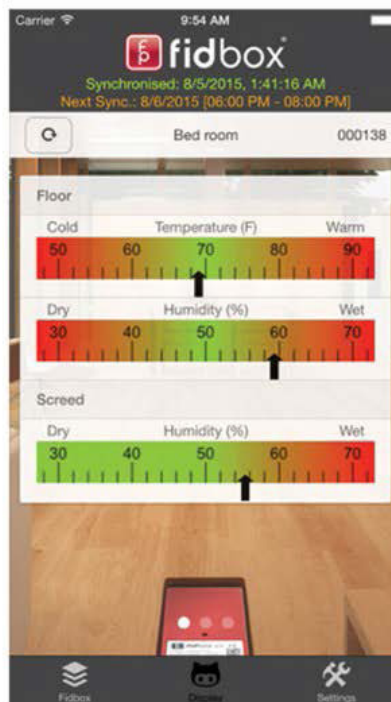 Carrier 9:54 AM
fidbox
Synchronised: 8/5/2015, 1:41:16 AM
Next Sync.: 8/6/2015 [06:00 PM - 08:00 PM]
Bed room 000138
Floor
Cold Temperature (F) Warm
50 60 70 80 90
Dry Humidity (%) Wet
30 40 50 60 70
Screed
Dry Humidity (%) Wet
30 40 50 60 70
Fidbox Display Settings